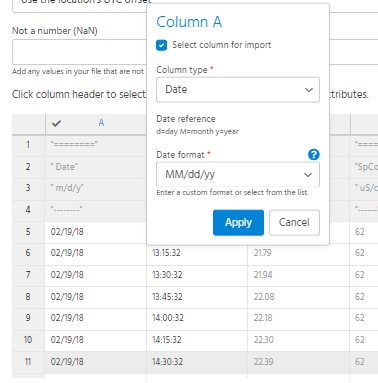 Use the location's UTC offset
Not a number (NaN)
Add any values in your file that are not
Click column header to select
ttributes.
Column A
Select column for import
Column type *
Date
Date reference
d=day M=month y=year
Date format *
?
MM/dd/yy
Enter a custom format or select from the list
Apply Cancel
A
1 "========" "====
2 "Date" "SpCo
3 "m/d/y" "uS/c
4 "--------" "------
5 02/19/18 62
6 02/19/18 13:15:32 21.79 62
7 02/19/18 13:30:32 21.94 62
8 02/19/18 13:45:32 22.08 62
9 02/19/18 14:00:32 22.18 62
10 02/19/18 14:15:32 22.30 62
11 02/19/18 14:30:32 22.39 62